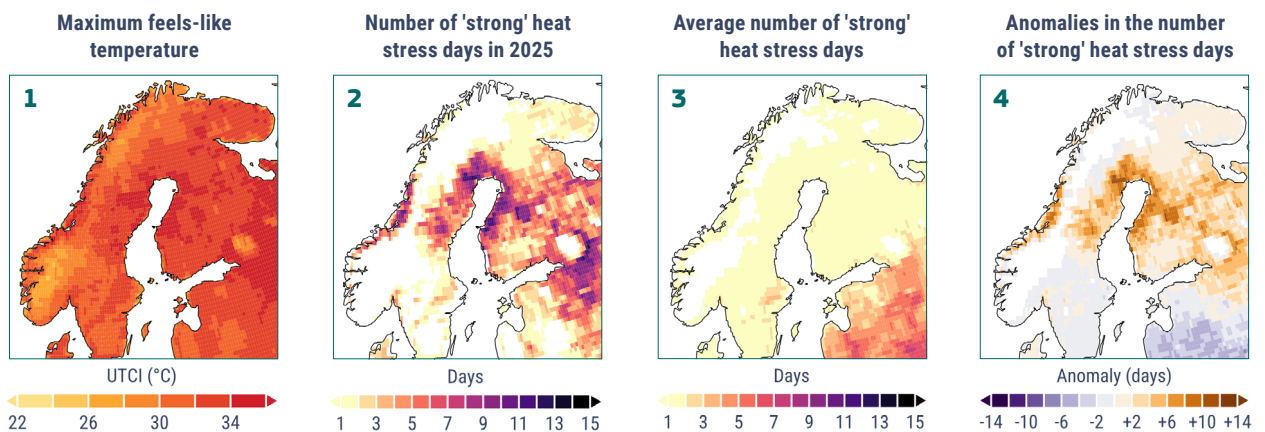 Maximum feels-like
temperature
1
UTCI (°C)
22 26 30 34
Number of 'strong' heat
stress days in 2025
2
Days
1 3 5 7 9 11 13 15
Average number of 'strong'
heat stress days
3
Days
1 3 5 7 9 11 13 15
Anomalies in the number
of 'strong' heat stress days
4
Anomaly (days)
-14 -10 -6 -2 +2 +6 +10 +14